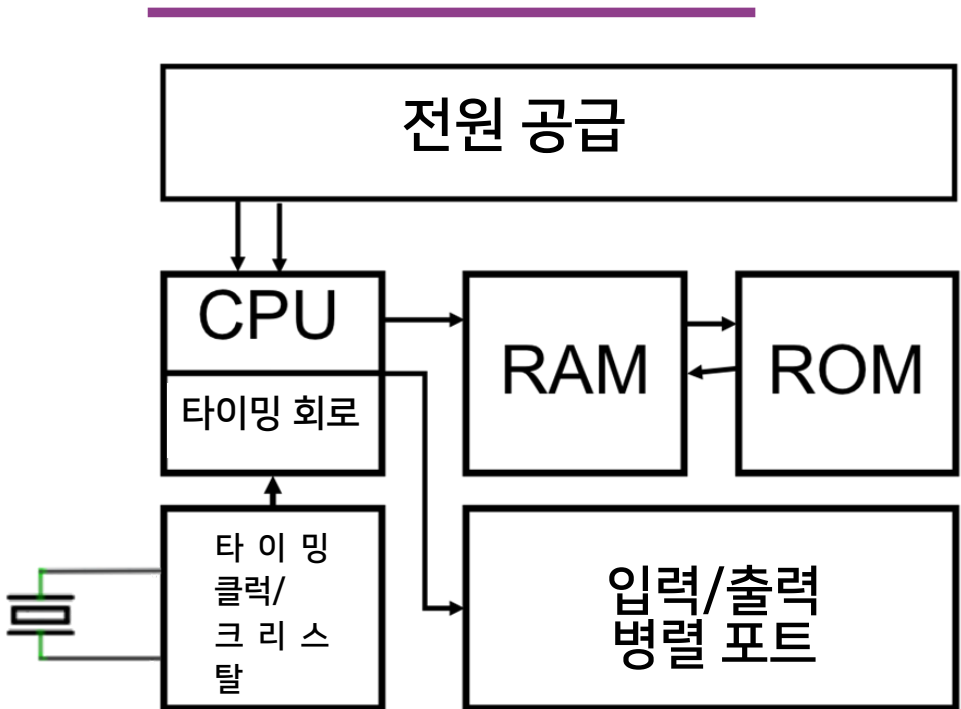 전원 공급
CPU
타이밍 회로
RAM
ROM
타 이 밍
클럭/
크 리 스
탈
입력/출력
병렬 포트